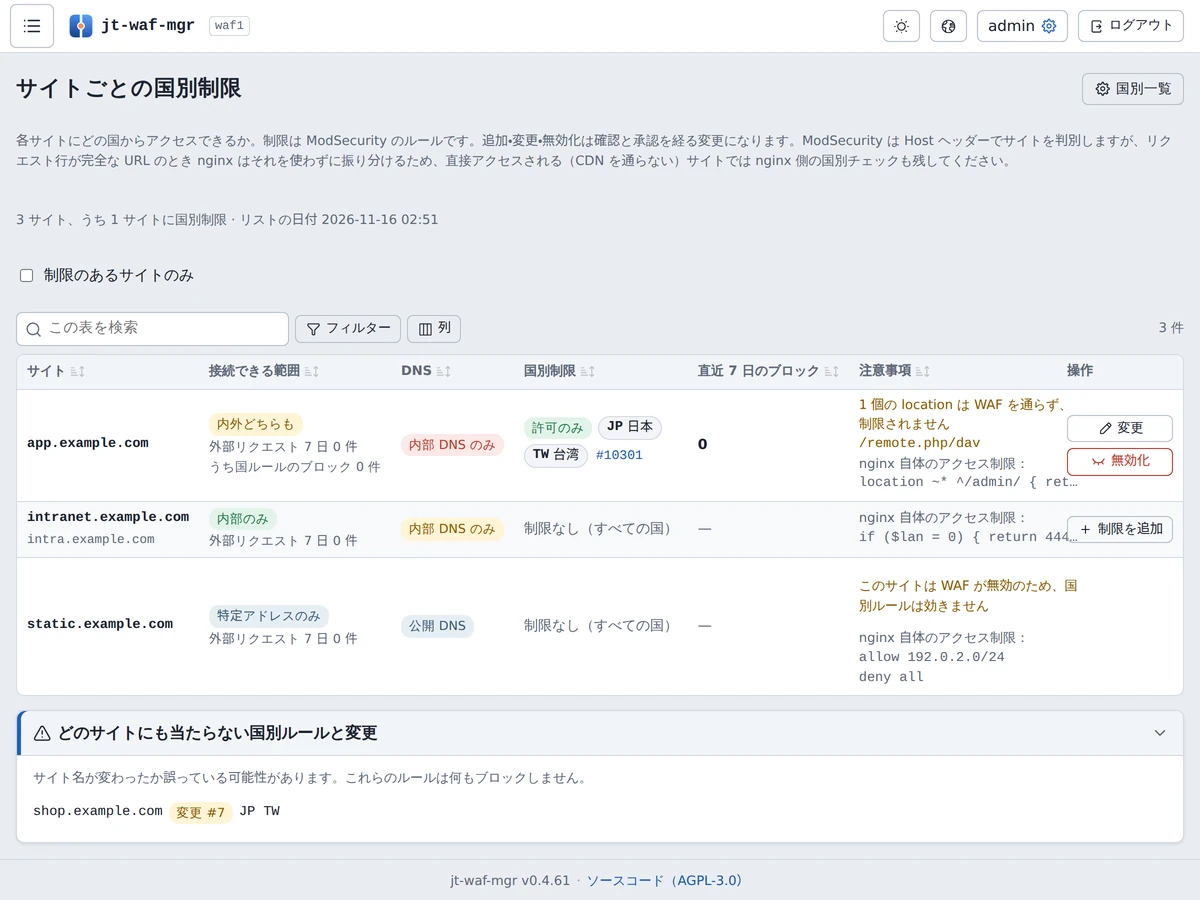 jt-waf-mgr waf1 admin ログアウト
サイトごとの国別制限
国別一覧
各サイトにどの国からアクセスできるか。制限は ModSecurity のルールです。追加・変更・無効化は確認と承認を経る変更になります。ModSecurity は Host ヘッダーでサイトを判別しますが、リク
エスト行が完全な URL のとき nginx はそれを使わずに振り分けるため、直接アクセスされる（CDN を通らない）サイトでは nginx 側の国別チェックも残してください。
3 サイト、うち 1 サイトに国別制限 · リストの日付 2026-11-16 02:51
制限のあるサイトのみ
この表を検索 フィルター 列 3 件
サイト 接続できる範囲 DNS 国別制限 直近 7 日のブロック 注意事項 操作
app.example.com
内外どちらも
外部リクエスト 7 日 0 件
うち国ルールのブロック 0 件
内部 DNS のみ
許可のみ JP 日本
TW 台湾 #10301
0
1 個の location は WAF を通らず、
制限されません
/remote.php/dav
nginx 自体のアクセス制限：
location ~* ^/admin/ { ret…
変更
無効化
intranet.example.com
intra.example.com
内部のみ
外部リクエスト 7 日 0 件
内部 DNS のみ
制限なし（すべての国）
—
nginx 自体のアクセス制限：
if ($lan = 0) { return 444…
+ 制限を追加
static.example.com
特定アドレスのみ
外部リクエスト 7 日 0 件
公開 DNS
制限なし（すべての国）
—
このサイトは WAF が無効のため、国
別ルールは効きません
nginx 自体のアクセス制限：
allow 192.0.2.0/24
deny all
どのサイトにも当たらない国別ルールと変更
サイト名が変わったか誤っている可能性があります。これらのルールは何もブロックしません。
shop.example.com 変更 #7 JP TW
jt-waf-mgr v0.4.61 · ソースコード（AGPL-3.0）